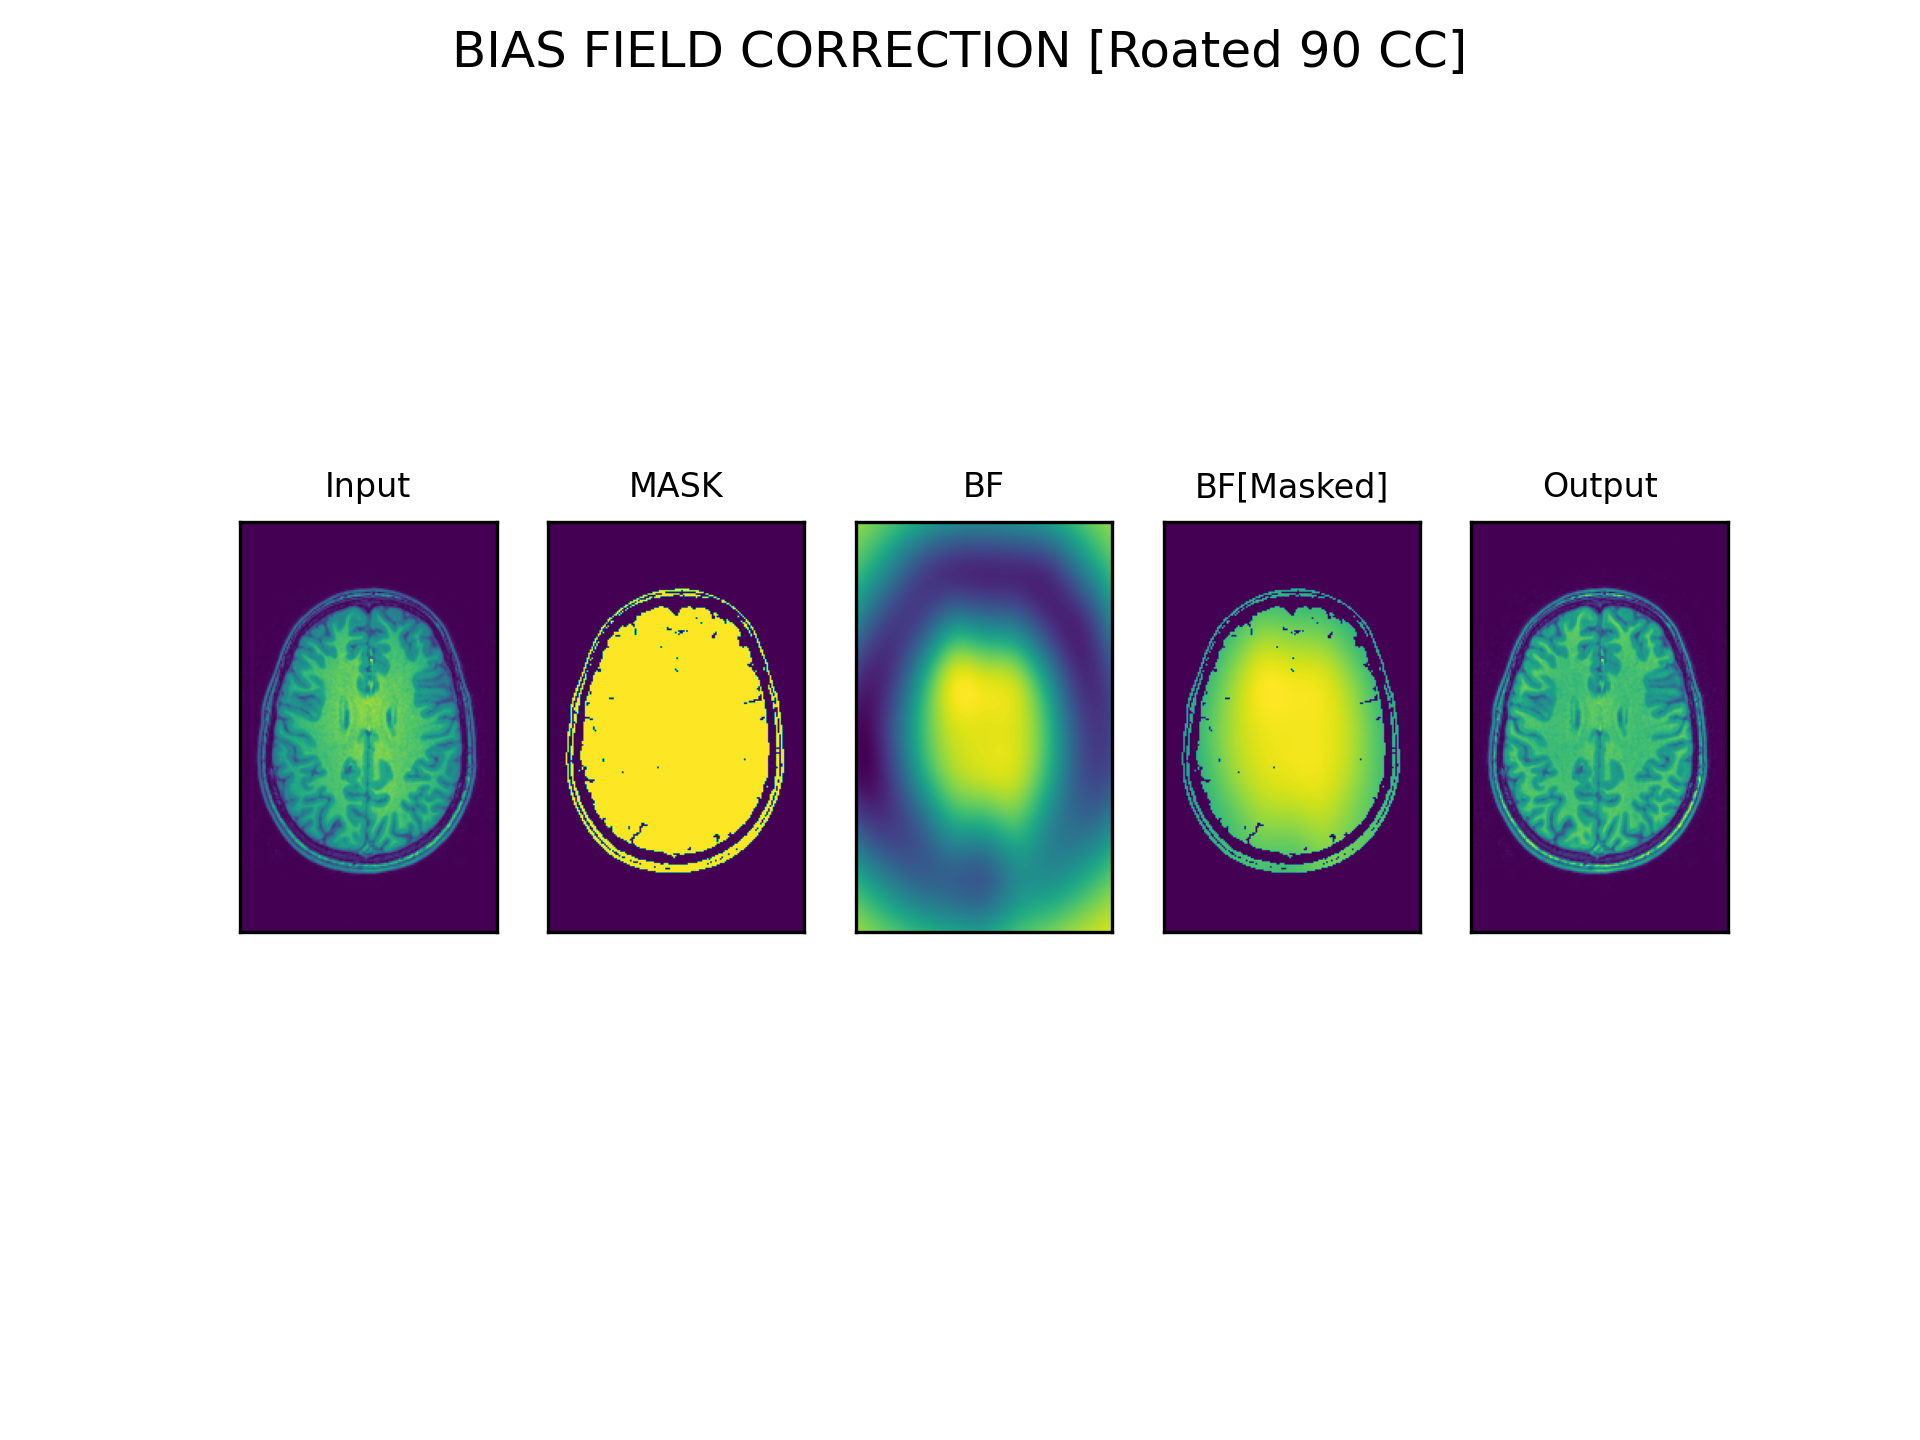 BIAS FIELD CORRECTION [Roated 90 CC]
Input
MASK
BF
BF[Masked]
Output